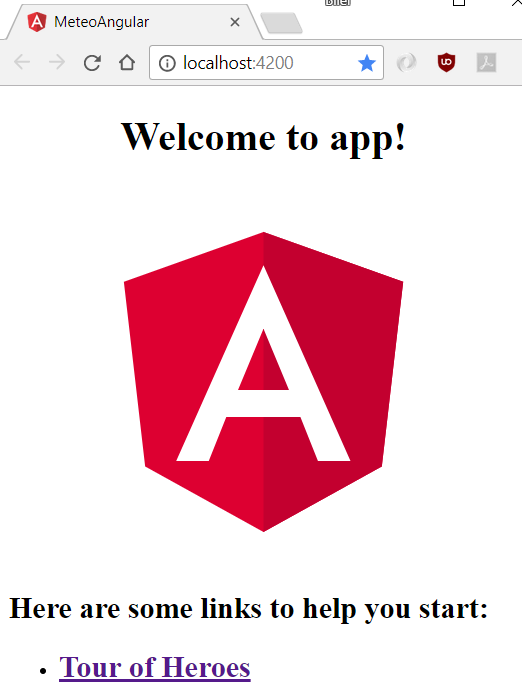 MeteoAngular
localhost:4200
Welcome to app!
A
Here are some links to help you start:
Tour of Heroes